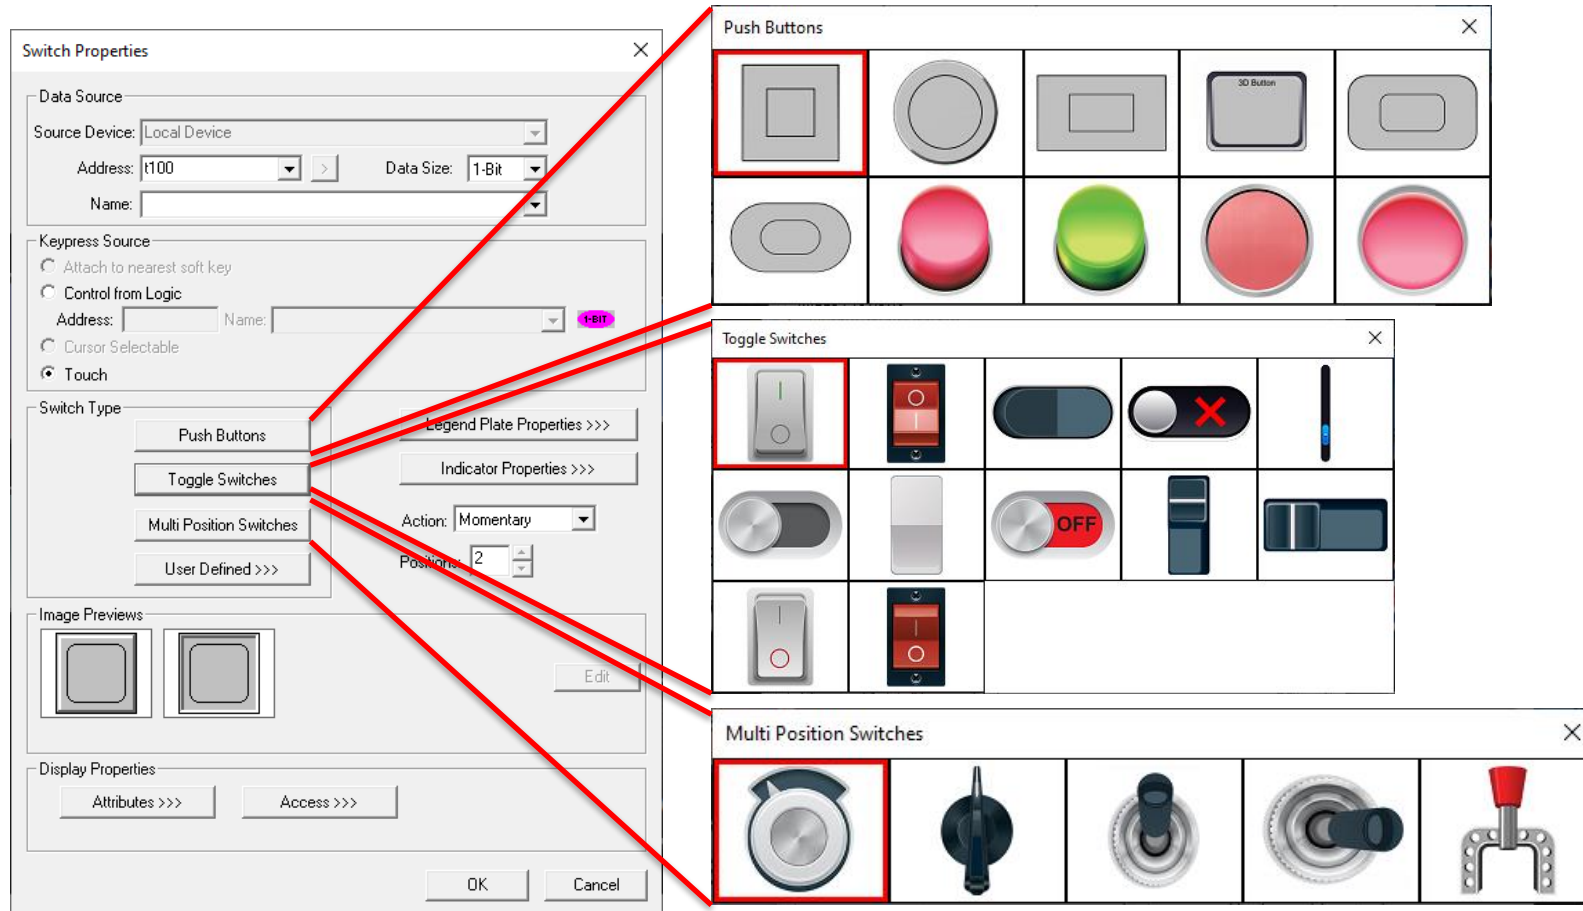 Switch Properties
Data Source
Source Device: Local Device
Address: t100 > Data Size: 1-Bit
Name:
Keypress Source
Attach to nearest soft key
Control from Logic
Address: Name: 1-BIT
Cursor Selectable
Touch
Switch Type
Push Buttons
Legend Plate Properties >>>
Toggle Switches
Indicator Properties >>>
Multi Position Switches
Action: Momentary
User Defined >>>
Positions: 2
Image Previews
Edit
Display Properties
Attributes >>>
Access >>>
OK
Cancel
Push Buttons
3D Button
Toggle Switches
OFF
Multi Position Switches